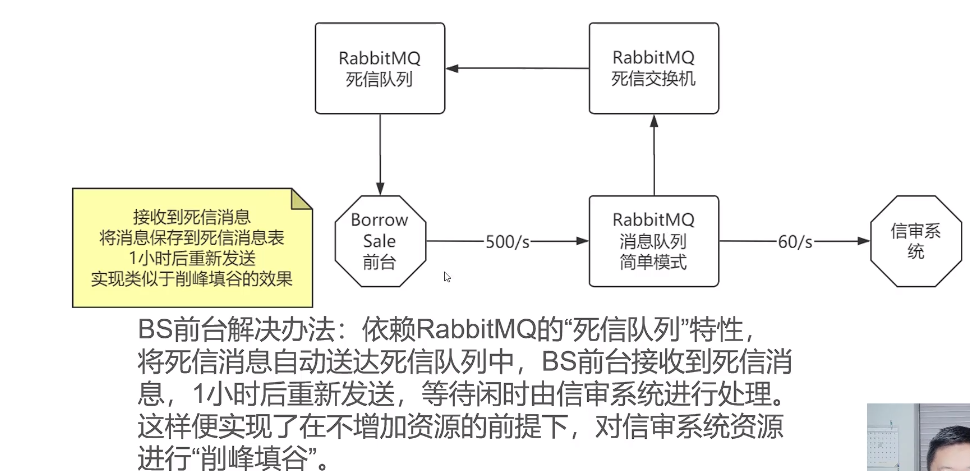 RabbitMQ
死信队列
RabbitMQ
死信交换机
接收到死信消息
将消息保存到死信消息表
1小时后重新发送
实现类似于削峰填谷的效果
Borrow
Sale
前台
500/s
RabbitMQ
消息队列
简单模式
60/s
信审系
统
BS前台解决办法：依赖RabbitMQ的“死信队列”特性，
将死信消息自动送达死信队列中，BS前台接收到死信消
息，1小时后重新发送，等待闲时由信审系统进行处理。
这样便实现了在不增加资源的前提下，对信审系统资源
进行“削峰填谷”。